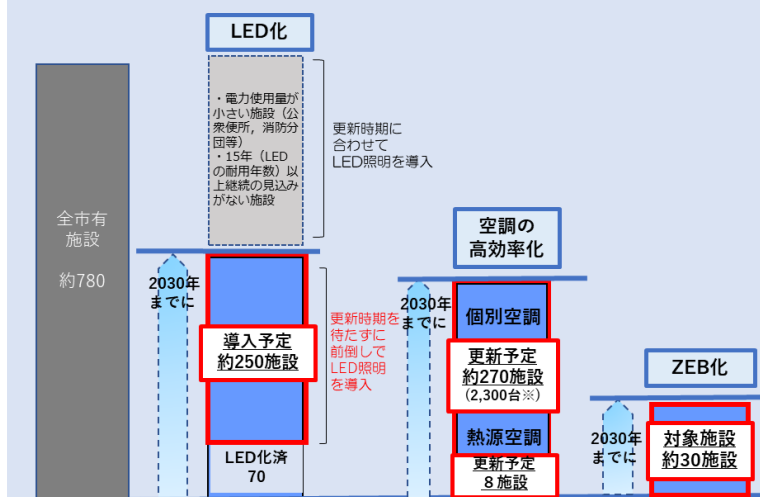 LED化
・電力使用量が
小さい施設（公
衆便所，消防分
団等）
・15年（LED
の耐用年数）以
上継続の見込み
がない施設
更新時期に
合わせて
LED照明を導入
全市有
施設
約780
2030年
までに
導入予定
約250施設
更新時期を
待たずに
前倒しで
LED照明
を導入
LED化済
70
空調の
高効率化
2030年
までに
個別空調
更新予定
約270施設
（2,300台※）
熱源空調
更新予定
８施設
ZEB化
2030年
までに
対象施設
約30施設